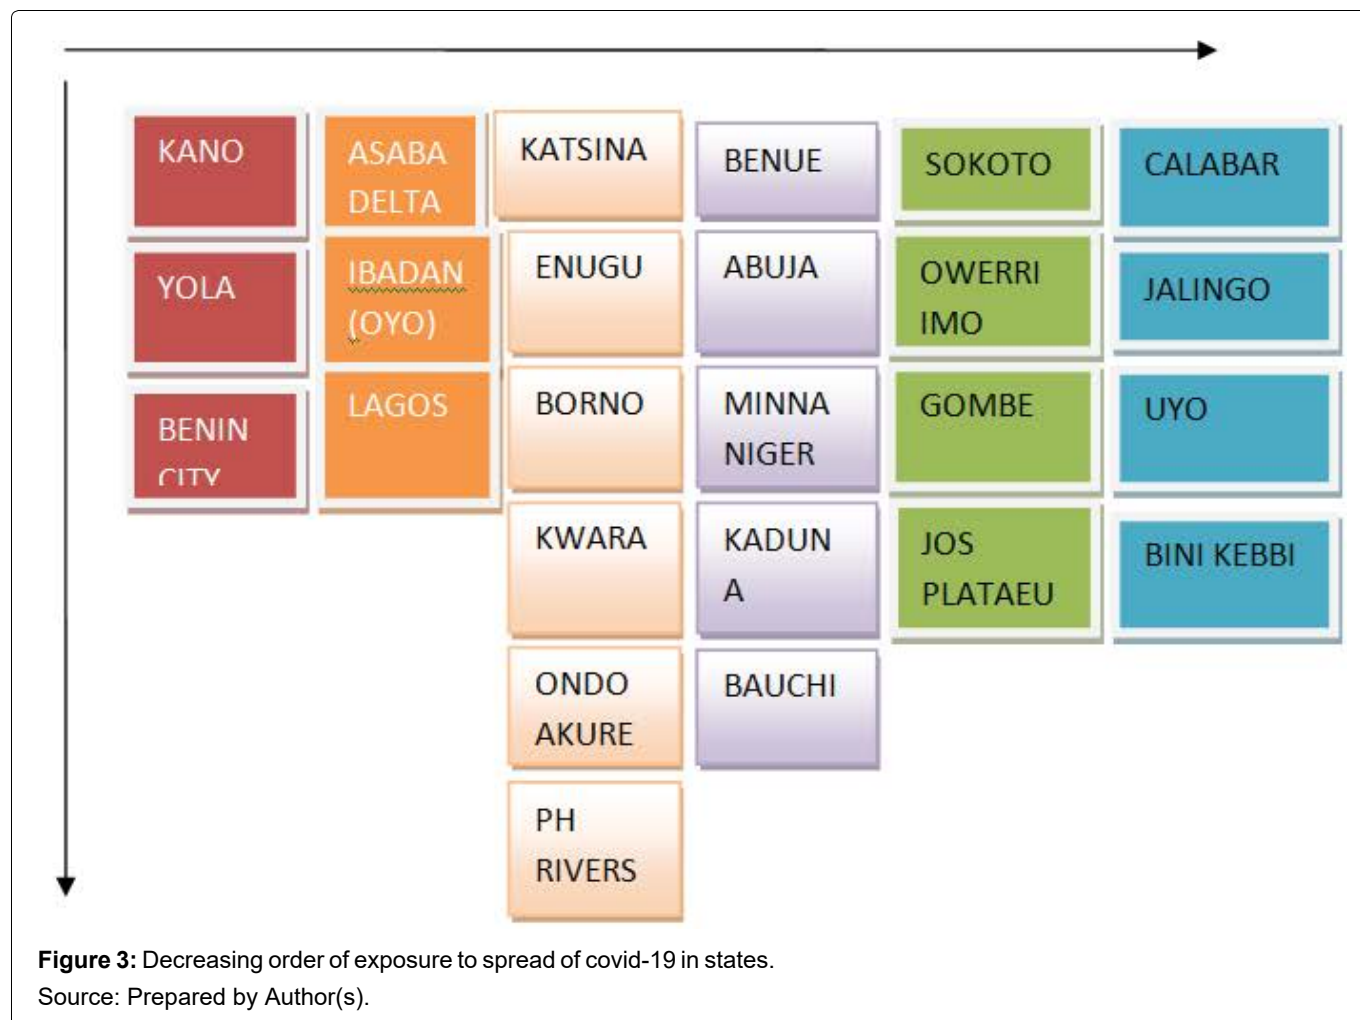 KANO
YOLA
BENIN
CITY
ASABA
DELTA
IBADAN
(OYO)
LAGOS
KATSINA
ENUGU
BORNO
KWARA
ONDO
AKURE
PH
RIVERS
BENUE
ABUJA
MINNA
NIGER
KADUN
A
BAUCHI
SOKOTO
OWERRI
IMO
GOMBE
JOS
PLATAEU
CALABAR
JALINGO
UYO
BINI KEBBI
Figure 3: Decreasing order of exposure to spread of covid-19 in states.
Source: Prepared by Author(s).